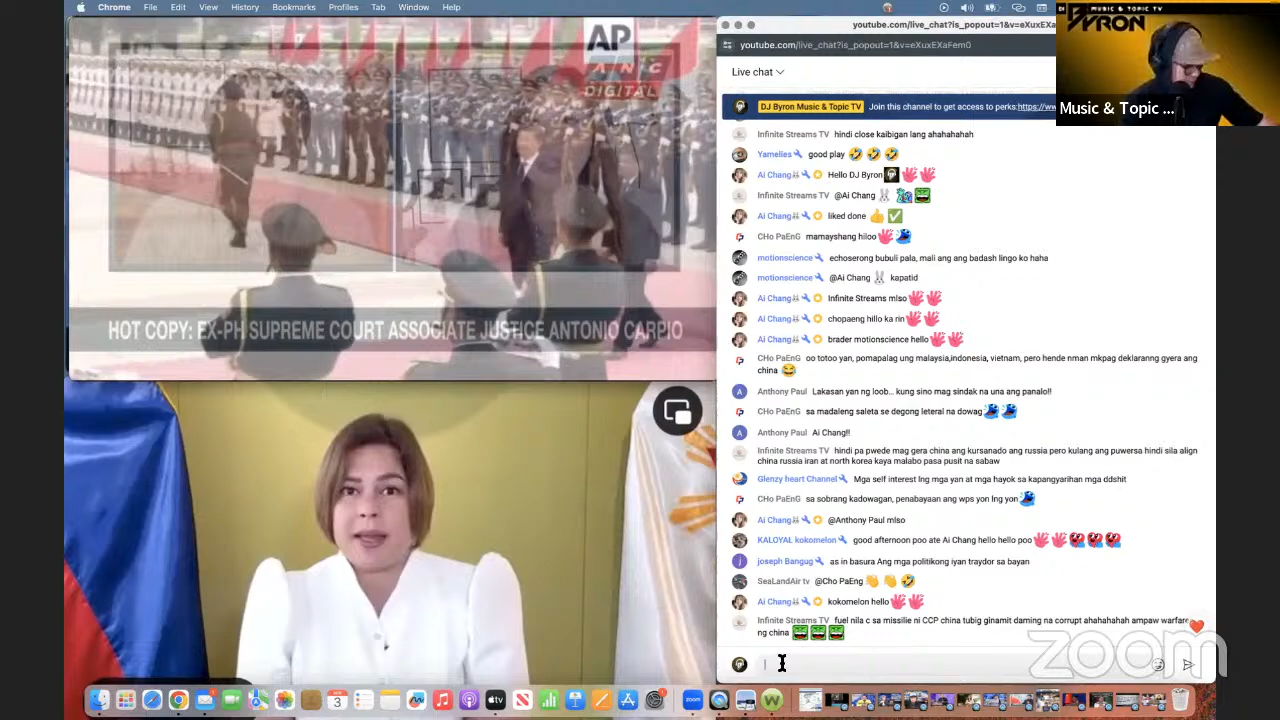 Chrome File Edit View History Bookmarks Profiles Tab Window Help
AP
ANC
DIGITAL
HOT COPY: EX-PH SUPREME COURT ASSOCIATE JUSTICE ANTONIO CARPIO
youtube.com/live_chat?is_popout=1&v=eXuxEXa
youtube.com/live_chat?is_popout=1&v=eXuxEXaFem0
MUSIC & TOPIC TV
BYRON
Music & Topic ...
Live chat
DJ Byron Music & Topic TV Join this channel to get access to perks:https://ww
Infinite Streams TV hindi close kaibigan lang ahahahahah
Yamelies good play 🤣🤣🤣
Ai Chang Hello DJ Byron
Infinite Streams TV @Ai Chang
Ai Chang liked done 👍✅
CHo PaEnG mamayshang hiloo
motionscience echoserong bubuli pala, mali ang ang badash lingo ko haha
motionscience @Ai Chang kapatid
Ai Chang Infinite Streams mlso
Ai Chang chopaeng hillo ka rin
Ai Chang brader motionscience hello
CHo PaEnG oo totoo yan, pomapalag ung malaysia,indonesia, vietnam, pero hende nman mkpag deklaranng gyera ang
china 😂
A Anthony Paul Lakasan yan ng loob... kung sino mag sindak na una ang panalo!!
CHo PaEnG sa madaleng saleta se degong leteral na dowag
A Anthony Paul Ai Chang!!
Infinite Streams TV hindi pa pwede mag gera china ang kursanado ang russia pero kulang ang puwersa hindi sila align
china russia iran at north korea kaya malabo pasa pusit na sabaw
Glenzy heart Channel Mga self interest lng mga yan at mga hayok sa kapangyarihan mga ddshit
CHo PaEnG sa sobrang kadowagan, penabayaan ang wps yon lng yon
Ai Chang @Anthony Paul mlso
KALOYAL kokomelon good afternoon poo ate Ai Chang hello hello poo
j joseph Bangug as in basura Ang mga politikong iyan traydor sa bayan
SeaLandAir tv @Cho PaEng 👏👏🤣
Ai Chang kokomelon hello
Infinite Streams TV fuel nila c sa missilie ni CCP china tubig ginamit daming na corrupt ahahahahah ampaw warfare
ng china
zoom
3
zoom
W